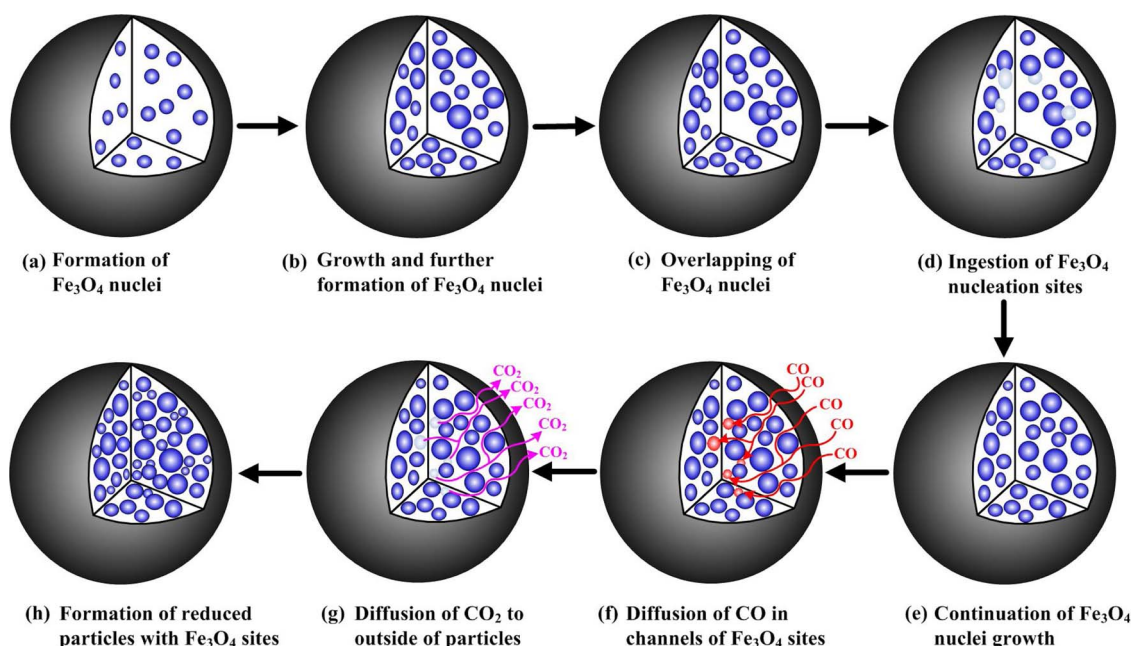 (a) Formation of
Fe₃O₄ nuclei
(b) Growth and further
formation of Fe₃O₄ nuclei
(c) Overlapping of
Fe₃O₄ nuclei
(d) Ingestion of Fe₃O₄
nucleation sites
CO₂
CO₂
CO₂
CO₂
CO₂
CO
CO
CO
CO
CO
(h) Formation of reduced
particles with Fe₃O₄ sites
(g) Diffusion of CO₂ to
outside of particles
(f) Diffusion of CO in
channels of Fe₃O₄ sites
(e) Continuation of Fe₃O₄
nuclei growth